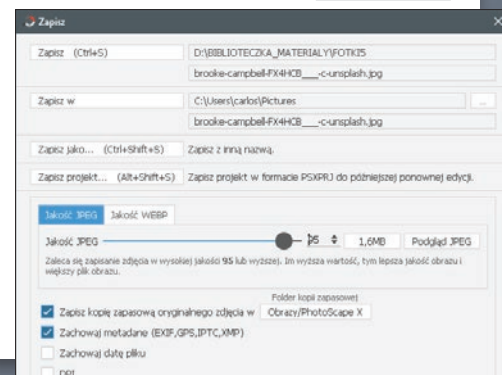 Zapisz
Zapisz (Ctrl+S) D:\BIBLIOTECZKA_MATERIALY\FOTKI5
brooke-campbell-FX4HCB___-c-unsplash.jpg
Zapisz w C:\Users\carlos\Pictures ...
brooke-campbell-FX4HCB___-c-unsplash.jpg
Zapisz jako... (Ctrl+Shift+S) Zapisz z inną nazwą.
Zapisz projekt... (Alt+Shift+S) Zapisz projekt w formacie PSXPRJ do późniejszej ponownej edycji.
Jakość JPEG Jakość WEBP
Jakość JPEG 95 1,6MB Podgląd JPEG
Zaleca się zapisanie zdjęcia w wysokiej jakości 95 lub wyższej. Im wyższa wartość, tym lepsza jakość obrazu i
większy plik obrazu.
Folder kopii zapasowej
Zapisz kopię zapasową oryginalnego zdjęcia w Obrazy/PhotoScape X
Zachowaj metadane (EXIF,GPS,IPTC,XMP)
Zachowaj datę pliku
DPI